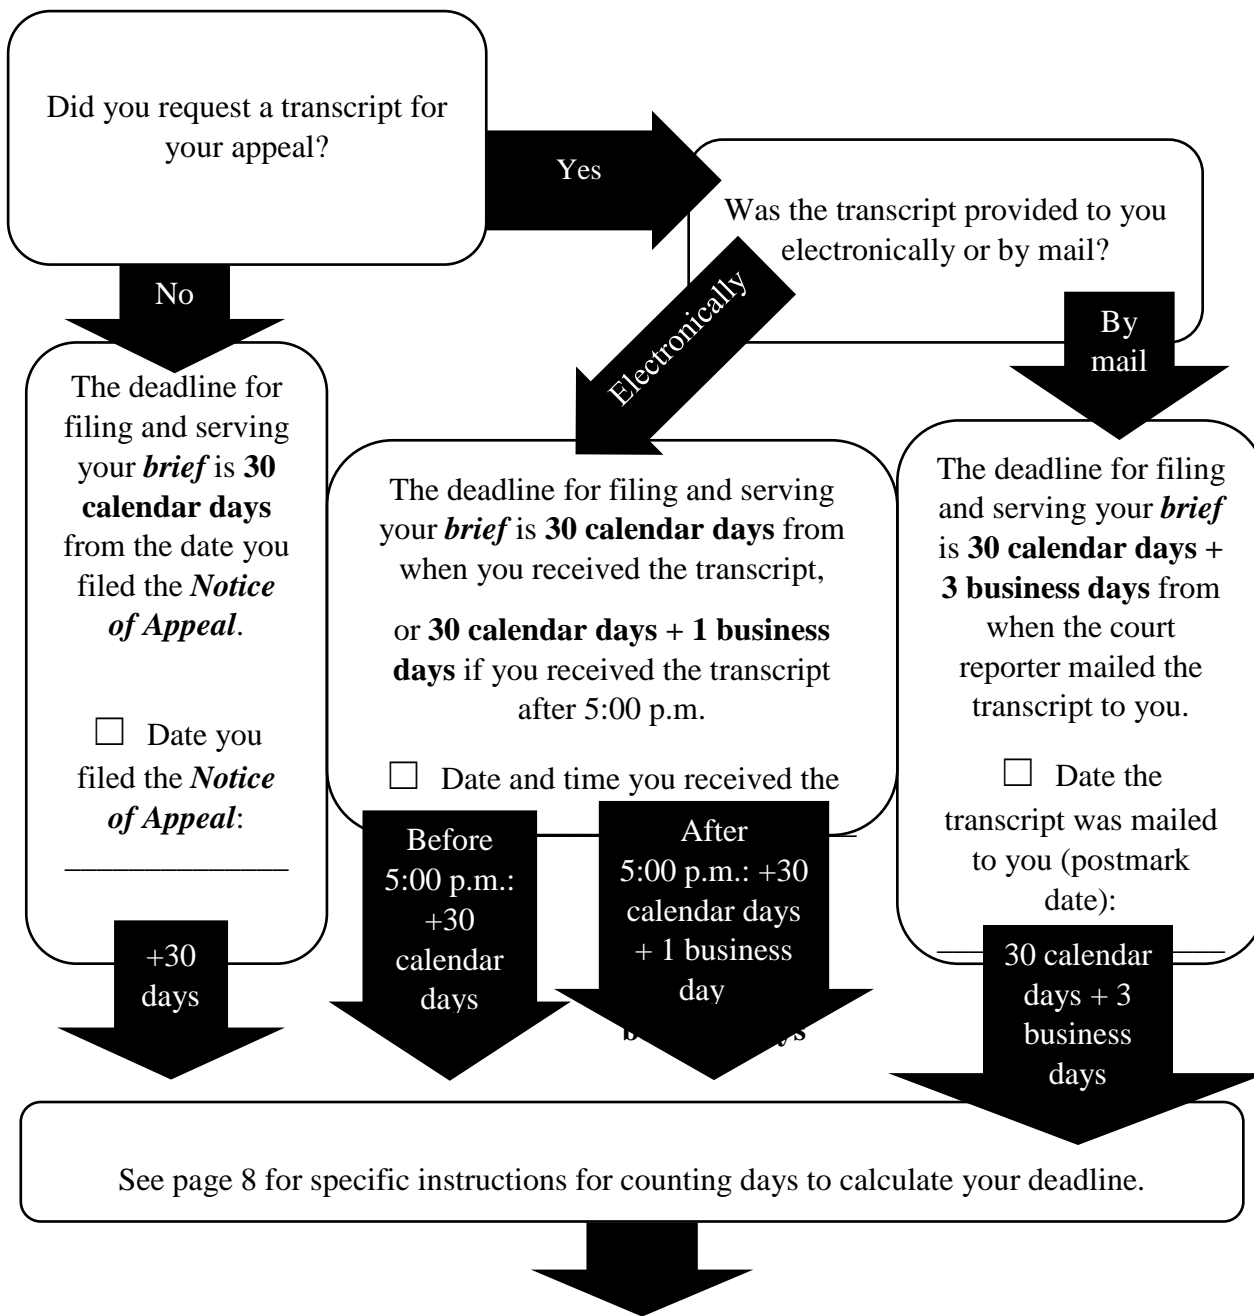 Did you request a transcript for
your appeal?
Yes
Was the transcript provided to you
electronically or by mail?
No
Electronically
By
mail
The deadline for
filing and serving
your brief is 30
calendar days
from the date you
filed the Notice
of Appeal.
☐ Date you
filed the Notice
of Appeal:
______________
The deadline for filing and serving
your brief is 30 calendar days from
when you received the transcript,
or 30 calendar days + 1 business
days if you received the transcript
after 5:00 p.m.
☐ Date and time you received the
The deadline for filing
and serving your brief
is 30 calendar days +
3 business days from
when the court
reporter mailed the
transcript to you.
☐ Date the
transcript was mailed
to you (postmark
date):
__________________
+30
days
Before
5:00 p.m.:
+30
calendar
days
After
5:00 p.m.: +30
calendar days
+ 1 business
day
30 calendar
days + 3
business
days
See page 8 for specific instructions for counting days to calculate your deadline.